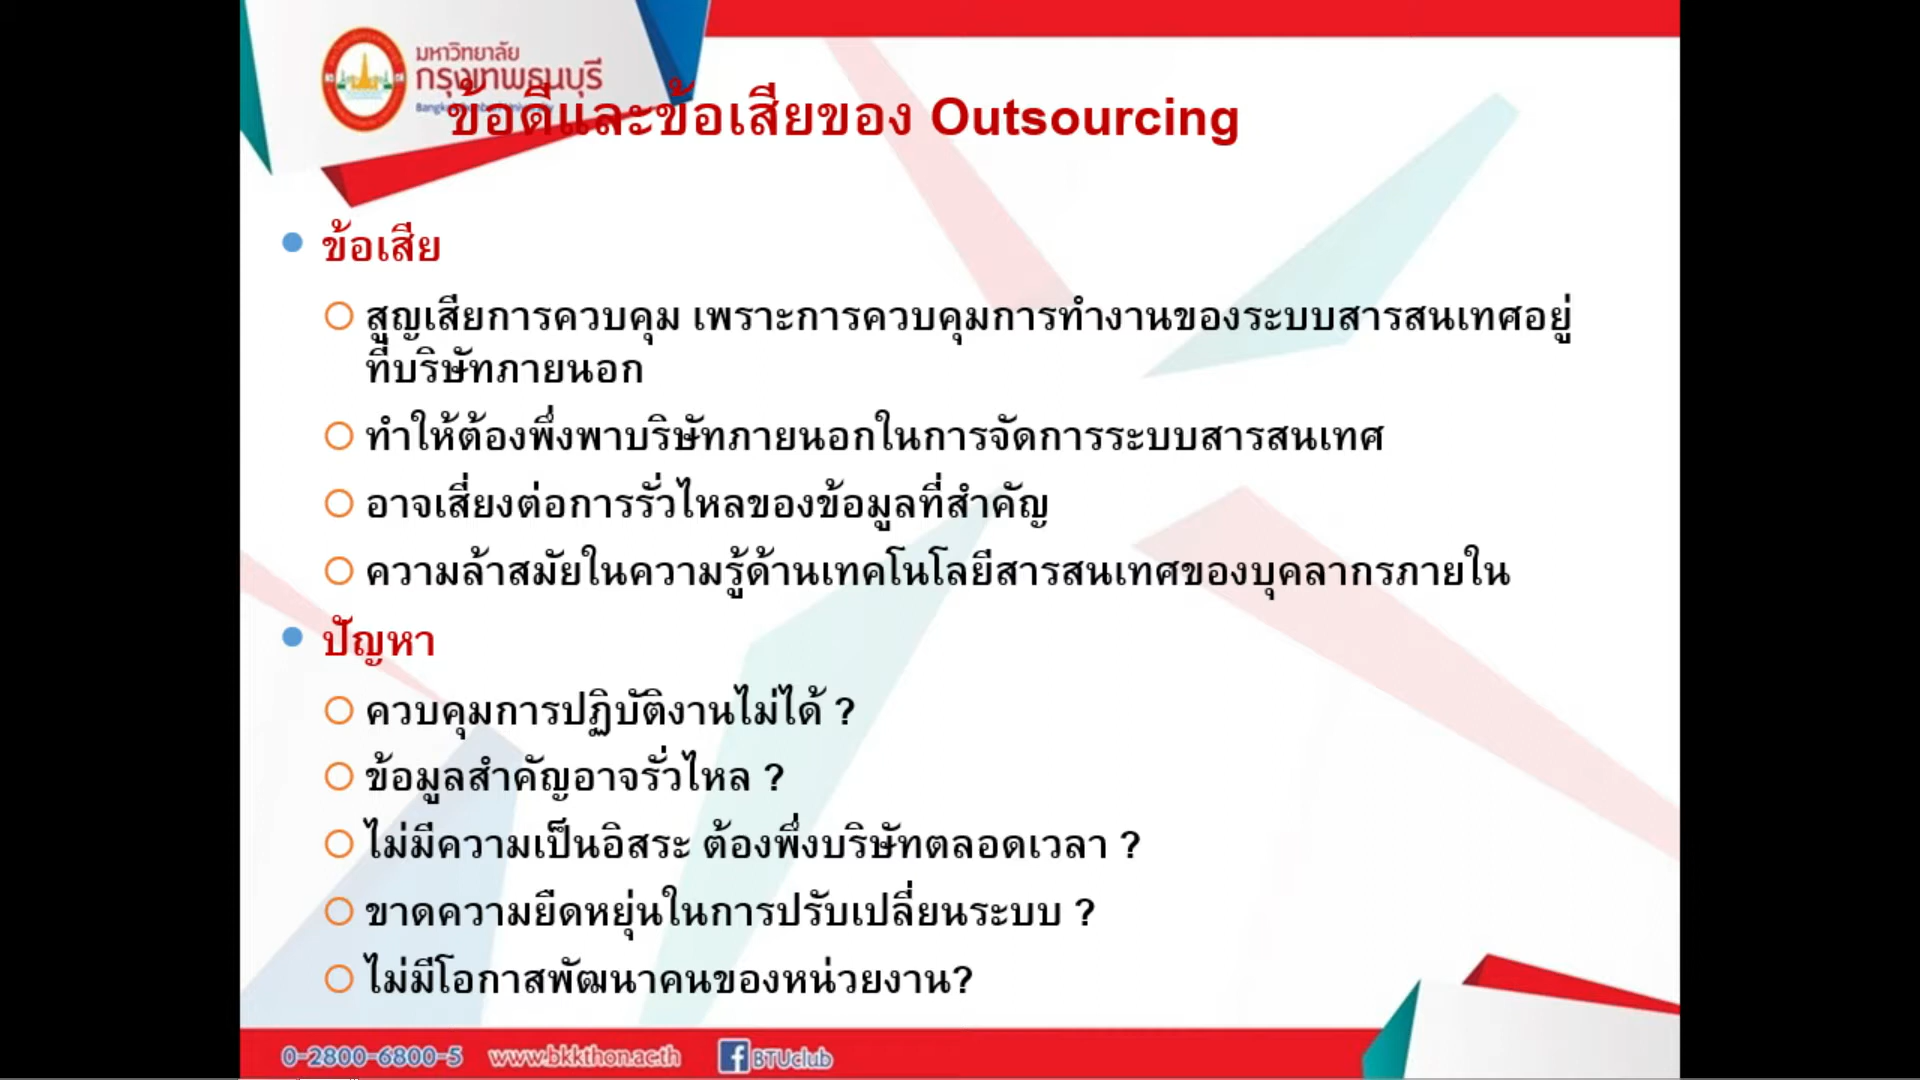 มหาวิทยาลัย
กรุงเทพธนบุรี
ข้อดีและข้อเสียของ Outsourcing
ข้อเสีย
สูญเสียการควบคุม เพราะการควบคุมการทำงานของระบบสารสนเทศอยู่
ที่บริษัทภายนอก
ทำให้ต้องพึ่งพาบริษัทภายนอกในการจัดการระบบสารสนเทศ
อาจเสี่ยงต่อการรั่วไหลของข้อมูลที่สำคัญ
ความล้าสมัยในความรู้ด้านเทคโนโลยีสารสนเทศของบุคลากรภายใน
ปัญหา
ควบคุมการปฏิบัติงานไม่ได้ ?
ข้อมูลสำคัญอาจรั่วไหล ?
ไม่มีความเป็นอิสระ ต้องพึ่งบริษัทตลอดเวลา ?
ขาดความยืดหยุ่นในการปรับเปลี่ยนระบบ ?
ไม่มีโอกาสพัฒนาคนของหน่วยงาน?
0-2800-6800-5 www.bkkthon.ac.th BTUclub